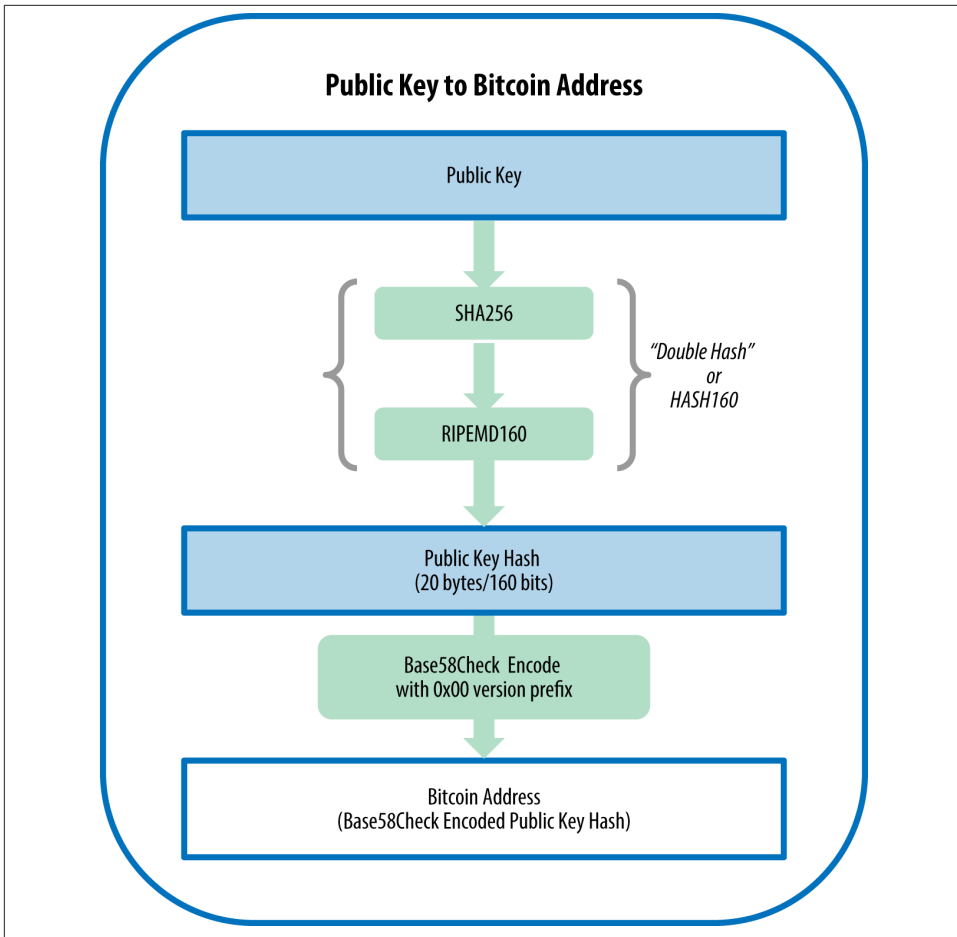 Public Key to Bitcoin Address
Public Key
SHA256
“Double Hash”
or
HASH160
RIPEMD160
Public Key Hash
(20 bytes/160 bits)
Base58Check Encode
with 0x00 version prefix
Bitcoin Address
(Base58Check Encoded Public Key Hash)